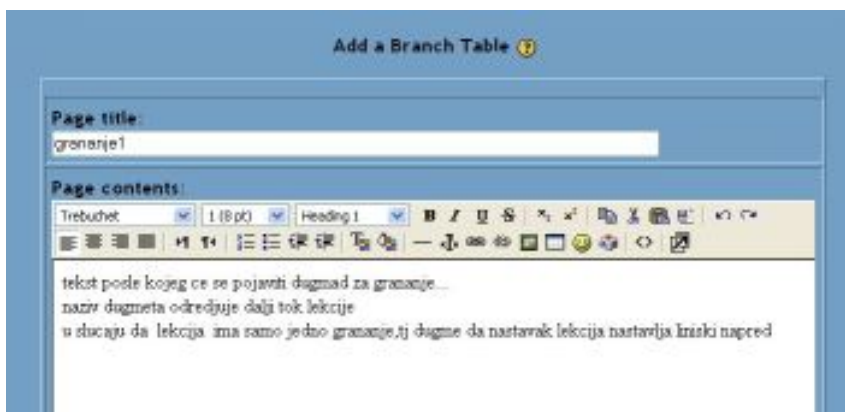 Add a Branch Table
Page title:
grananje1
Page contents:
Trebuchet 1 (8 pt) Heading 1 B I U S
tekst posle kojeg ce se pojaviti dugmad za grananje...
naziv dugmeta odredjuje dalji tok lekcije
u slucaju da lekcija ima samo jedno grananje,tj dugme da nastavak lekcija nastavlja liniski napred